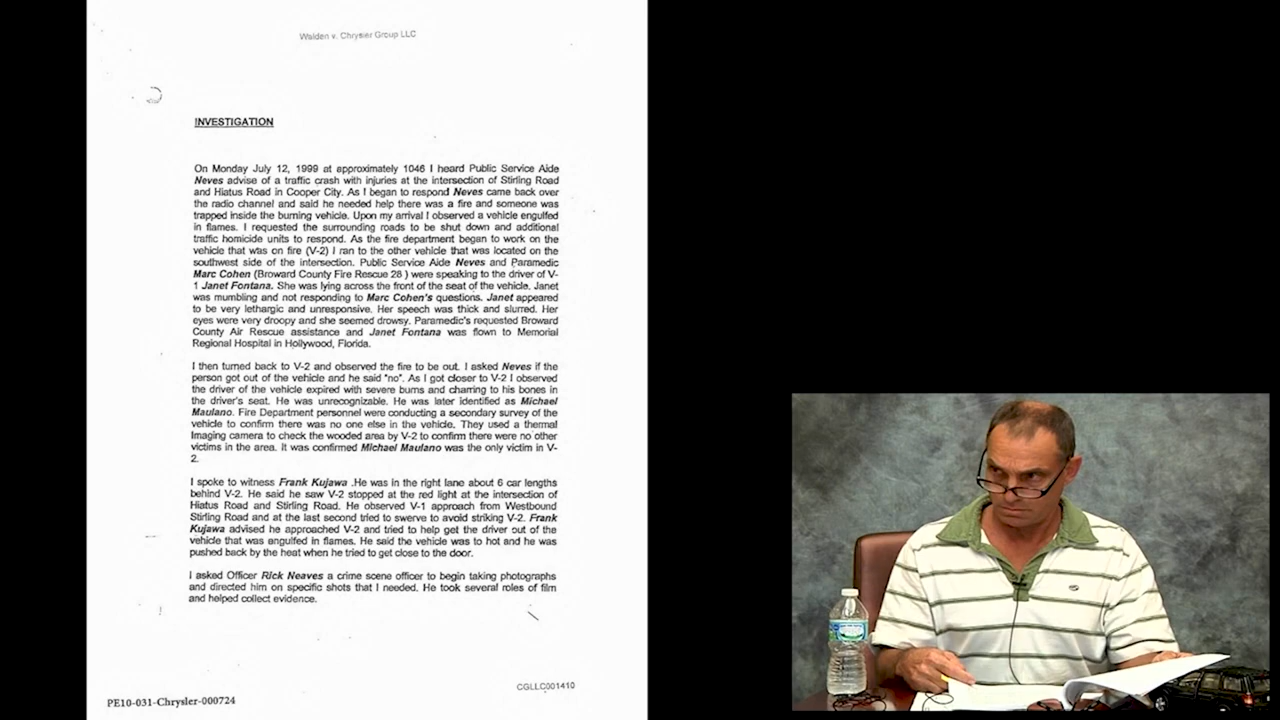 Walden v. Chrysler Group LLC
INVESTIGATION
On Monday July 12, 1999 at approximately 1046 I heard Public Service Aide
Neves advise of a traffic crash with injuries at the intersection of Stirling Road
and Hiatus Road in Cooper City. As I began to respond Neves came back over
the radio channel and said he needed help there was a fire and someone was
trapped inside the burning vehicle. Upon my arrival I observed a vehicle engulfed
in flames. I requested the surrounding roads to be shut down and additional
traffic homicide units to respond. As the fire department began to work on the
vehicle that was on fire (V-2) I ran to the other vehicle that was located on the
southwest side of the intersection. Public Service Aide Neves and Paramedic
Marc Cohen (Broward County Fire Rescue 28 ) were speaking to the driver of V-
1 Janet Fontana. She was lying across the front of the seat of the vehicle. Janet
was mumbling and not responding to Marc Cohen's questions. Janet appeared
to be very lethargic and unresponsive. Her speech was thick and slurred. Her
eyes were very droopy and she seemed drowsy. Paramedic's requested Broward
County Air Rescue assistance and Janet Fontana was flown to Memorial
Regional Hospital in Hollywood, Florida.
I then turned back to V-2 and observed the fire to be out. I asked Neves if the
person got out of the vehicle and he said "no". As I got closer to V-2 I observed
the driver of the vehicle expired with severe burns and charring to his bones in
the driver's seat. He was unrecognizable. He was later identified as Michael
Maulano. Fire Department personnel were conducting a secondary survey of the
vehicle to confirm there was no one else in the vehicle. They used a thermal
Imaging camera to check the wooded area by V-2 to confirm there were no other
victims in the area. It was confirmed Michael Maulano was the only victim in V-
2.
I spoke to witness Frank Kujawa .He was in the right lane about 6 car lengths
behind V-2. He said he saw V-2 stopped at the red light at the intersection of
Hiatus Road and Stirling Road. He observed V-1 approach from Westbound
Stirling Road and at the last second tried to swerve to avoid striking V-2. Frank
Kujawa advised he approached V-2 and tried to help get the driver out of the
vehicle that was engulfed in flames. He said the vehicle was to hot and he was
pushed back by the heat when he tried to get close to the door.
I asked Officer Rick Neaves a crime scene officer to begin taking photographs
and directed him on specific shots that I needed. He took several roles of film
and helped collect evidence.
CGLLC001410
PE10-031-Chrysler-000724